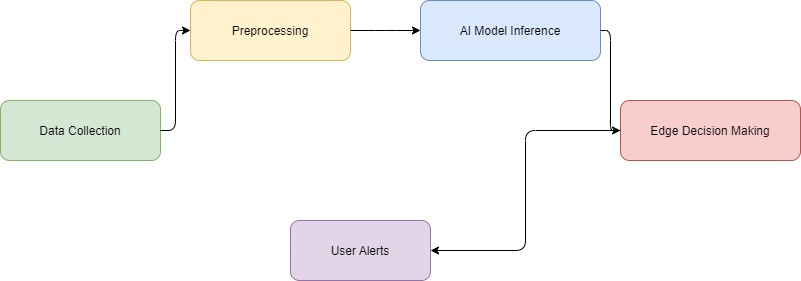 Preprocessing
AI Model Inference
Data Collection
Edge Decision Making
User Alerts